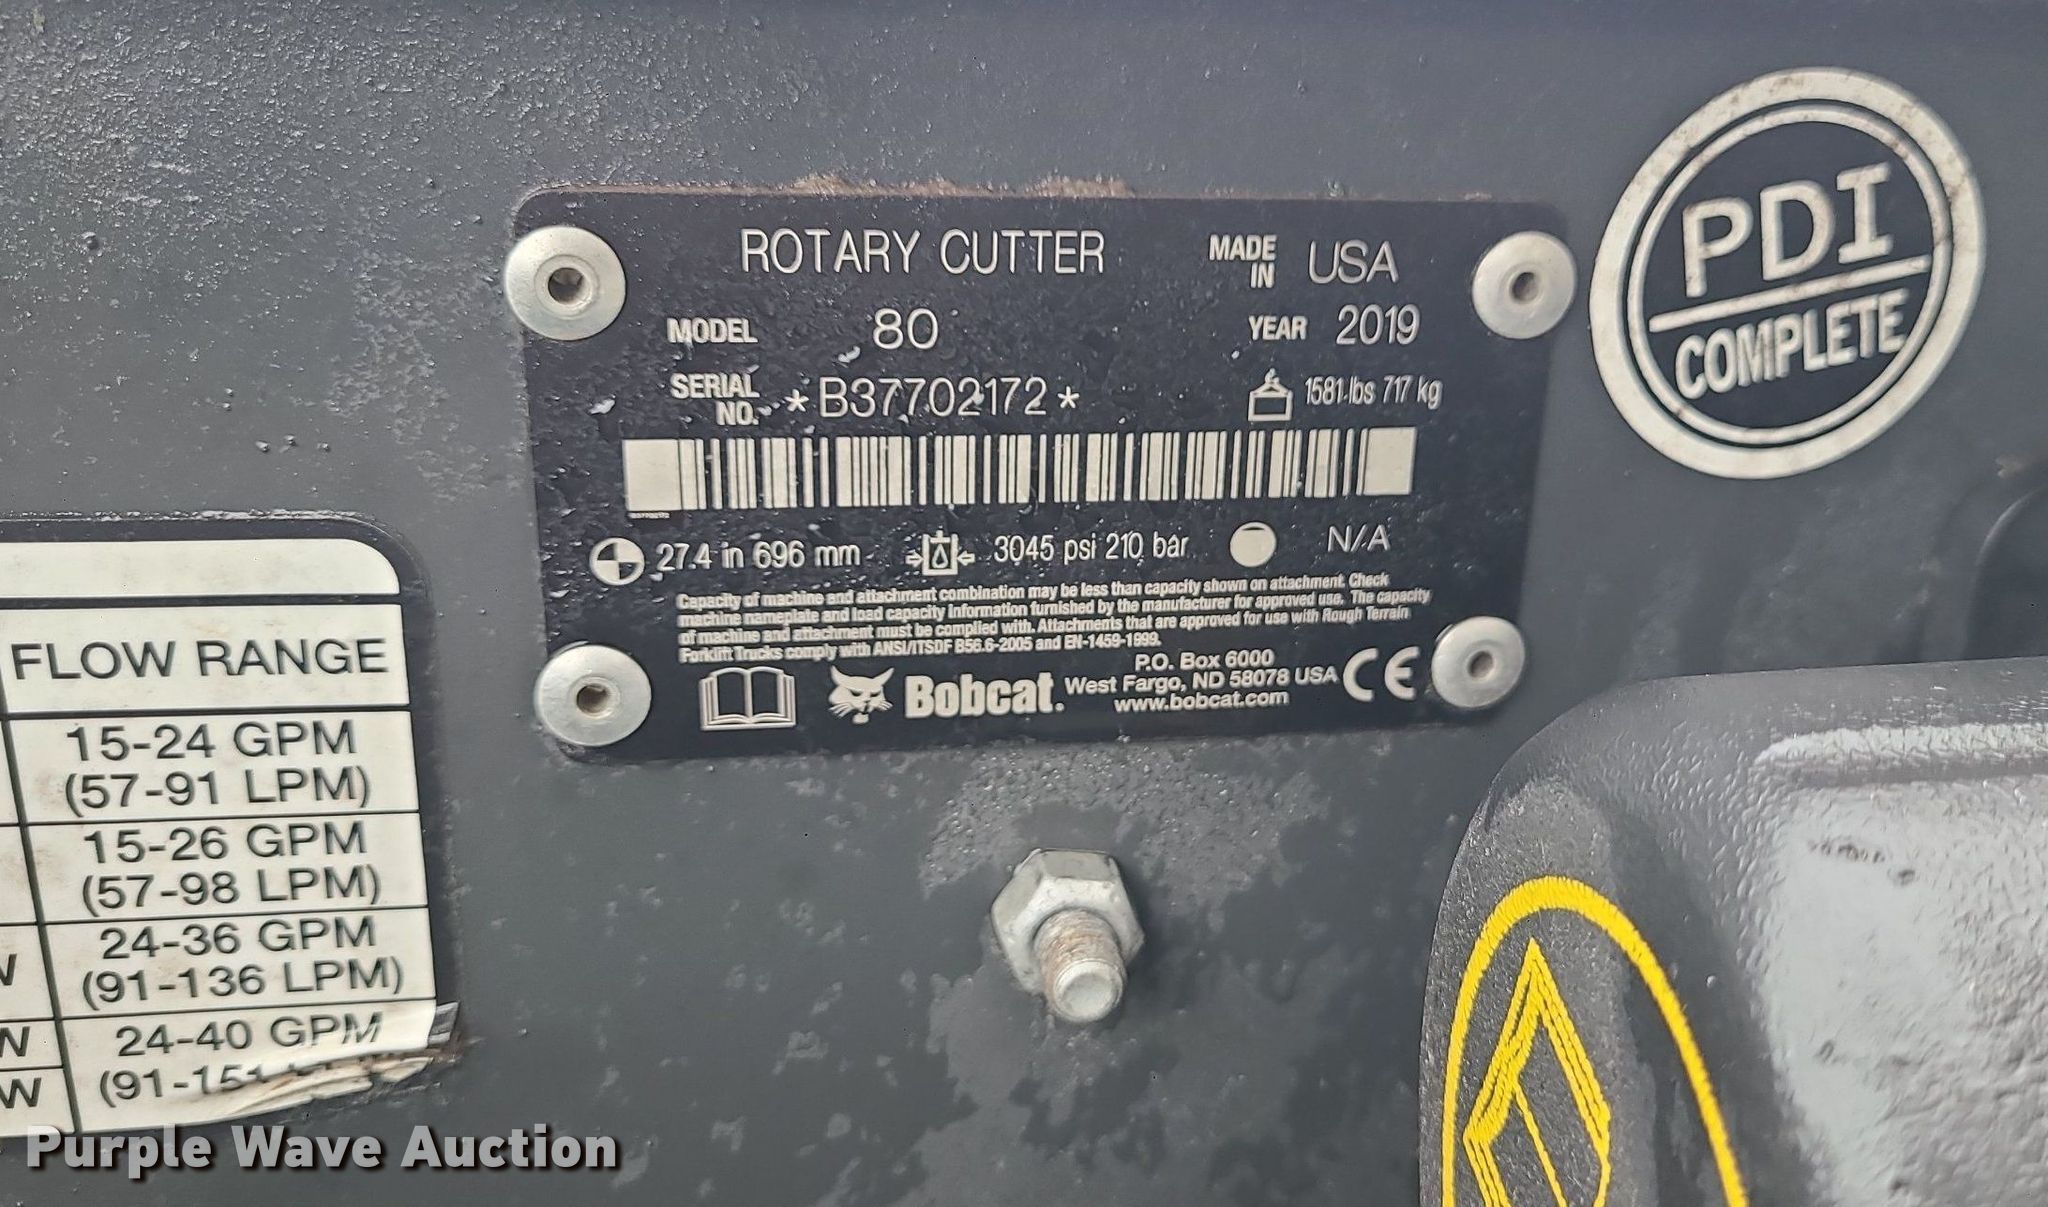 ROTARY CUTTER
MADE IN USA
MODEL 80
YEAR 2019
SERIAL NO. *B37702172*
1581 lbs 717 kg
27.4 in 696 mm
3045 psi 210 bar
N/A
Capacity of machine and attachment combination may be less than capacity shown on attachment. Check
machine nameplate and load capacity information furnished by the manufacturer for approved use. The capacity
of machine and attachment must be complied with. Attachments that are approved for use with Rough Terrain
Forklift Trucks comply with ANSI/ITSDF B56.6-2005 and EN-1459-1999.
Bobcat.
P.O. Box 6000
West Fargo, ND 58078 USA
www.bobcat.com
CE
PDI
COMPLETE
FLOW RANGE
15-24 GPM
(57-91 LPM)
15-26 GPM
(57-98 LPM)
24-36 GPM
W
(91-136 LPM)
24-40 GPM
W
(91-151
W
Purple Wave Auction